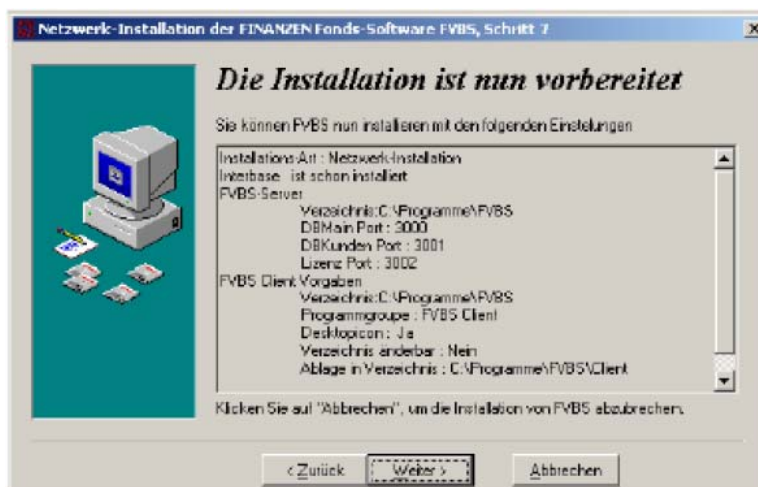 Netzwerk-Installation der FINANZEN Fonds-Software FVBS, Schritt 7
Die Installation ist nun vorbereitet
Sie können FVBS nun installieren mit den folgenden Einstellungen
Installations-Art : Netzwerk-Installation
Interbase ist schon installiert
FVBS-Server
Verzeichnis:C:\Programme\FVBS
DBMain Port : 3000
DBKunden Port : 3001
Lizenz Port : 3002
FVBS Client Vorgaben
Verzeichnis:C:\Programme\FVBS
Programmgroupe : FVBS Client
Desktopicon : Ja
Verzeichnis änderbar : Nein
Ablage in Verzeichnis : C:\Programme\FVBS\Client
Klicken Sie auf "Abbrechen", um die Installation von FVBS abzubrechen.
< Zurück Weiter > Abbrechen